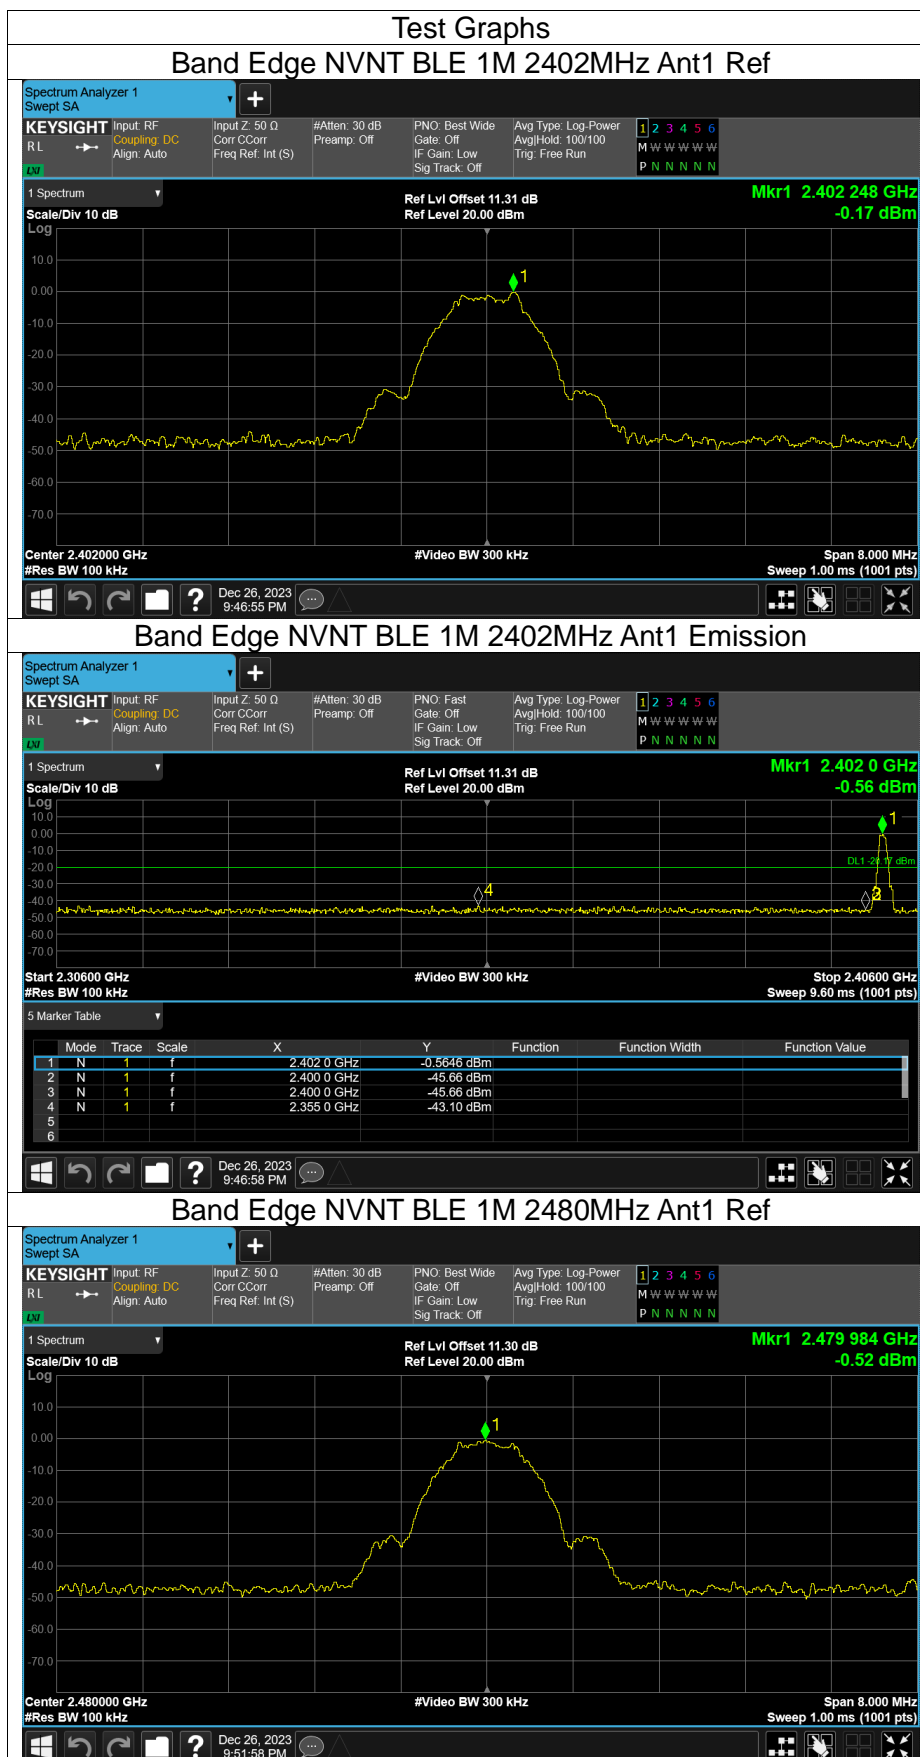 Test Graphs
Band Edge NVNT BLE 1M 2402MHz Ant1 Ref
Spectrum Analyzer 1
Swept SA
KEYSIGHT Input: RF Input Z: 50 Ω #Atten: 30 dB PNO: Best Wide Avg Type: Log-Power 1 2 3 4 5 6
RL Coupling: DC Corr CCorr Preamp: Off Gate: Off Avg|Hold: 100/100 M W W W W W
Align: Auto Freq Ref: Int (S) IF Gain: Low Trig: Free Run
LXI Sig Track: Off P N N N N N
1 Spectrum Ref Lvl Offset 11.31 dB Mkr1 2.402 248 GHz
Scale/Div 10 dB Ref Level 20.00 dBm -0.17 dBm
Log
10.0
1
0.00
-10.0
-20.0
-30.0
-40.0
-50.0
-60.0
-70.0
Center 2.402000 GHz #Video BW 300 kHz Span 8.000 MHz
#Res BW 100 kHz Sweep 1.00 ms (1001 pts)
? Dec 26, 2023
9:46:55 PM
Band Edge NVNT BLE 1M 2402MHz Ant1 Emission
Spectrum Analyzer 1
Swept SA
KEYSIGHT Input: RF Input Z: 50 Ω #Atten: 30 dB PNO: Fast Avg Type: Log-Power 1 2 3 4 5 6
RL Coupling: DC Corr CCorr Preamp: Off Gate: Off Avg|Hold: 100/100 M W W W W W
Align: Auto Freq Ref: Int (S) IF Gain: Low Trig: Free Run
LXI Sig Track: Off P N N N N N
1 Spectrum Ref Lvl Offset 11.31 dB Mkr1 2.402 0 GHz
Scale/Div 10 dB Ref Level 20.00 dBm -0.56 dBm
Log
10.0 1
0.00
-10.0
-20.0 DL1 -20.17 dBm
-30.0
-40.0 4
-50.0
-60.0
-70.0
Start 2.30600 GHz #Video BW 300 kHz Stop 2.40600 GHz
#Res BW 100 kHz Sweep 9.60 ms (1001 pts)
5 Marker Table
Mode Trace Scale X Y Function Function Width Function Value
1 N 1 f 2.402 0 GHz -0.5646 dBm
2 N 1 f 2.400 0 GHz -45.66 dBm
3 N 1 f 2.400 0 GHz -45.66 dBm
4 N 1 f 2.355 0 GHz -43.10 dBm
5
6
? Dec 26, 2023
9:46:58 PM
Band Edge NVNT BLE 1M 2480MHz Ant1 Ref
Spectrum Analyzer 1
Swept SA
KEYSIGHT Input: RF Input Z: 50 Ω #Atten: 30 dB PNO: Best Wide Avg Type: Log-Power 1 2 3 4 5 6
RL Coupling: DC Corr CCorr Preamp: Off Gate: Off Avg|Hold: 100/100 M W W W W W
Align: Auto Freq Ref: Int (S) IF Gain: Low Trig: Free Run
LXI Sig Track: Off P N N N N N
1 Spectrum Ref Lvl Offset 11.30 dB Mkr1 2.479 984 GHz
Scale/Div 10 dB Ref Level 20.00 dBm -0.52 dBm
Log
10.0
1
0.00
-10.0
-20.0
-30.0
-40.0
-50.0
-60.0
-70.0
Center 2.480000 GHz #Video BW 300 kHz Span 8.000 MHz
#Res BW 100 kHz Sweep 1.00 ms (1001 pts)
? Dec 26, 2023
9:51:58 PM